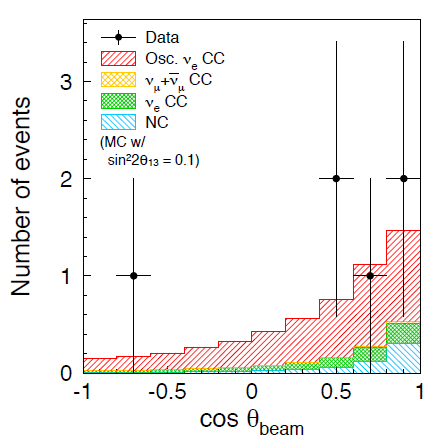 Data
Osc. νe CC
νμ+ν̅μ CC
νe CC
NC
(MC w/
sin²2θ₁₃ = 0.1)
Number of events
3
2
1
0
-1 -0.5 0 0.5 1
cos θbeam